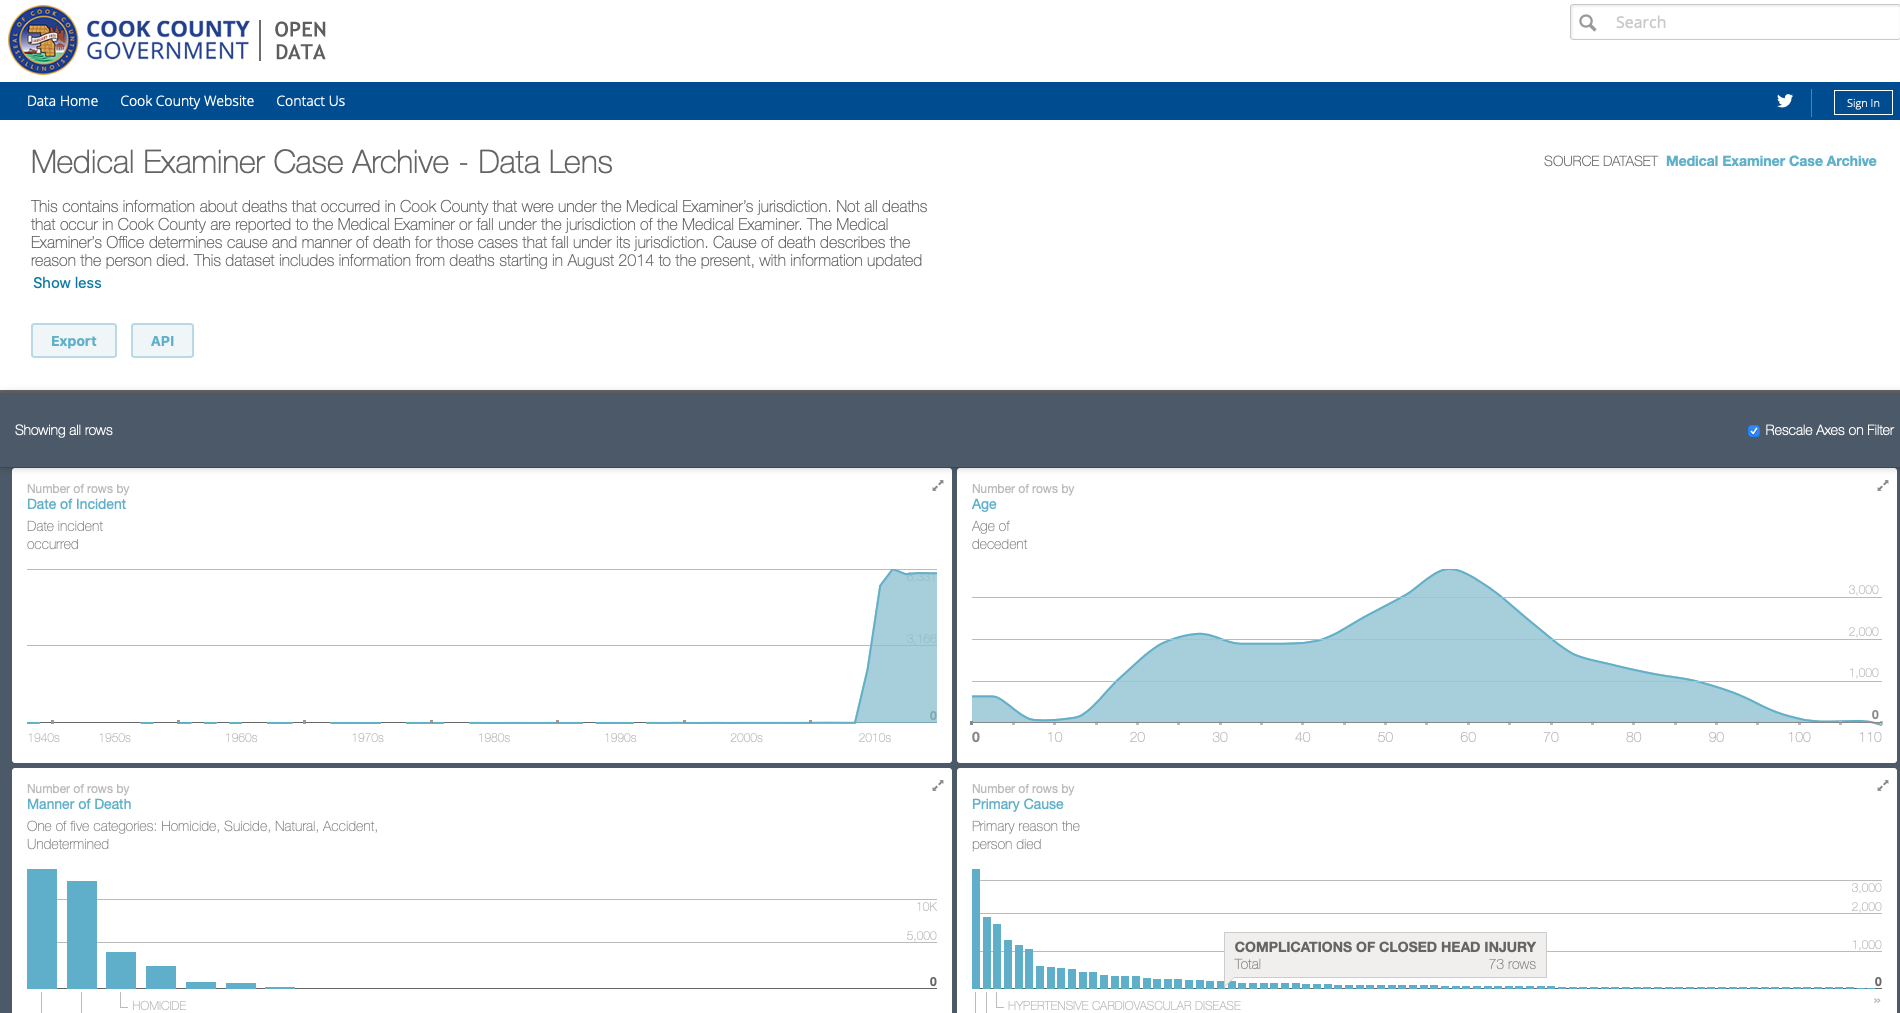 COOK COUNTY
GOVERNMENT
OPEN
DATA
Search
Data Home
Cook County Website
Contact Us
Sign In
Medical Examiner Case Archive - Data Lens
SOURCE DATASET Medical Examiner Case Archive
This contains information about deaths that occurred in Cook County that were under the Medical Examiner's jurisdiction. Not all deaths
that occur in Cook County are reported to the Medical Examiner or fall under the jurisdiction of the Medical Examiner. The Medical
Examiner's Office determines cause and manner of death for those cases that fall under its jurisdiction. Cause of death describes the
reason the person died. This dataset includes information from deaths starting in August 2014 to the present, with information updated
Show less
Export
API
Showing all rows
Rescale Axes on Filter
Number of rows by
Date of Incident
Date incident
occurred
3,166
0
1940s 1950s 1960s 1970s 1980s 1990s 2000s 2010s
Number of rows by
Age
Age of
decedent
3,000
2,000
1,000
0
0 10 20 30 40 50 60 70 80 90 100 110
Number of rows by
Manner of Death
One of five categories: Homicide, Suicide, Natural, Accident,
Undetermined
10K
5,000
0
HOMICIDE
Number of rows by
Primary Cause
Primary reason the
person died
3,000
2,000
1,000
0
COMPLICATIONS OF CLOSED HEAD INJURY
Total 73 rows
HYPERTENSIVE CARDIOVASCULAR DISEASE
»